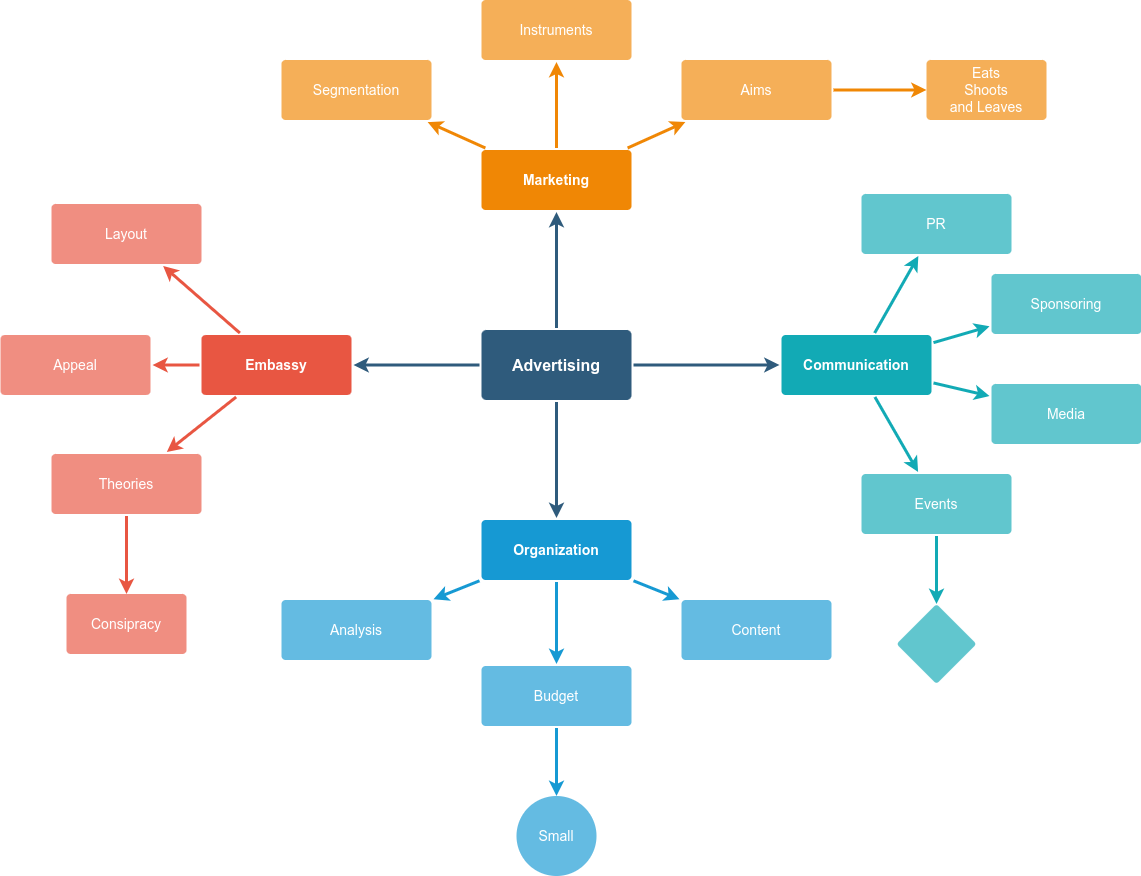 Instruments
Segmentation
Aims
Eats
Shoots
and Leaves
Marketing
Layout
PR
Sponsoring
Appeal
Embassy
Advertising
Communication
Media
Theories
Events
Organization
Consipracy
Analysis
Content
Budget
Small